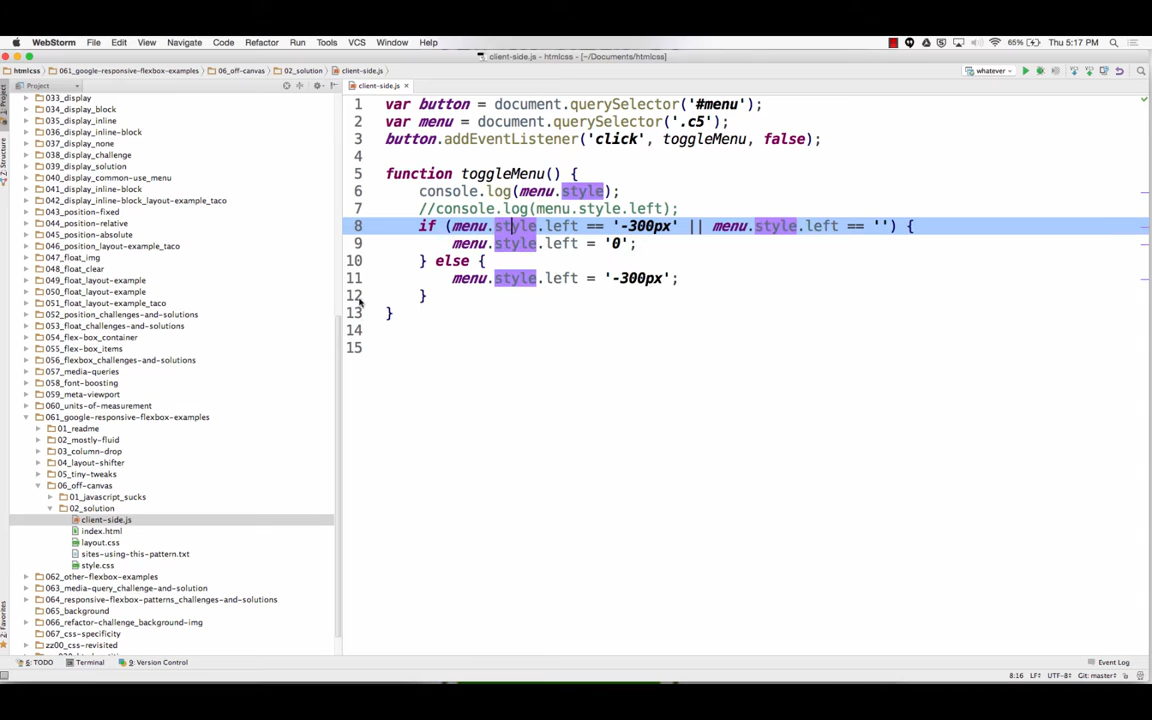 WebStorm File Edit View Navigate Code Refactor Run Tools VCS Window Help 65% Thu 5:17 PM
client-side.js - htmlcss - [~/Documents/htmlcss]
htmlcss 061_google-responsive-flexbox-examples 06_off-canvas 02_solution client-side.js whatever
Project
client-side.js ×
1: Project
7: Structure
2: Favorites
033_display
034_display_block
035_display_inline
036_display_inline-block
037_display_none
038_display_challenge
039_display_solution
040_display_common-use_menu
041_display_inline-block
042_display_inline-block_layout-example_taco
043_position-fixed
044_position-relative
045_position-absolute
046_position_layout-example_taco
047_float_img
048_float_clear
049_float_layout-example
050_float_layout-example
051_float_layout-example_taco
052_position_challenges-and-solutions
053_float_challenges-and-solutions
054_flex-box_container
055_flex-box_items
056_flexbox_challenges-and-solutions
057_media-queries
058_font-boosting
059_meta-viewport
060_units-of-measurement
061_google-responsive-flexbox-examples
01_readme
02_mostly-fluid
03_column-drop
04_layout-shifter
05_tiny-tweaks
06_off-canvas
01_javascript_sucks
02_solution
client-side.js
index.html
layout.css
sites-using-this-pattern.txt
style.css
062_other-flexbox-examples
063_media-query_challenge-and-solution
064_responsive-flexbox-patterns_challenges-and-solutions
065_background
066_refactor-challenge_background-img
067_css-specificity
zz00_css-revisited
1 var button = document.querySelector('#menu');
2 var menu = document.querySelector('.c5');
3 button.addEventListener('click', toggleMenu, false);
4
5 function toggleMenu() {
6 console.log(menu.style);
7 //console.log(menu.style.left);
8 if (menu.style.left == '-300px' || menu.style.left == '') {
9 menu.style.left = '0';
10 } else {
11 menu.style.left = '-300px';
12 }
13 }
14
15
6: TODO Terminal 9: Version Control Event Log
8:16 LF÷ UTF-8÷ Git: master÷